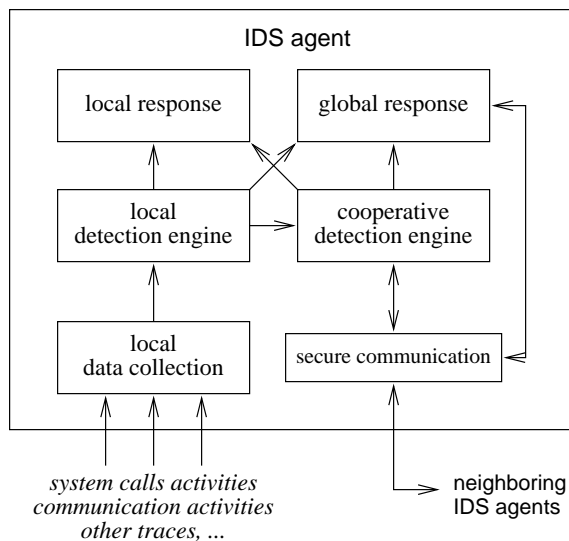 IDS agent
local response
global response
local
detection engine
cooperative
detection engine
local
data collection
secure communication
system calls activities
communication activities
other traces, ...
neighboring
IDS agents